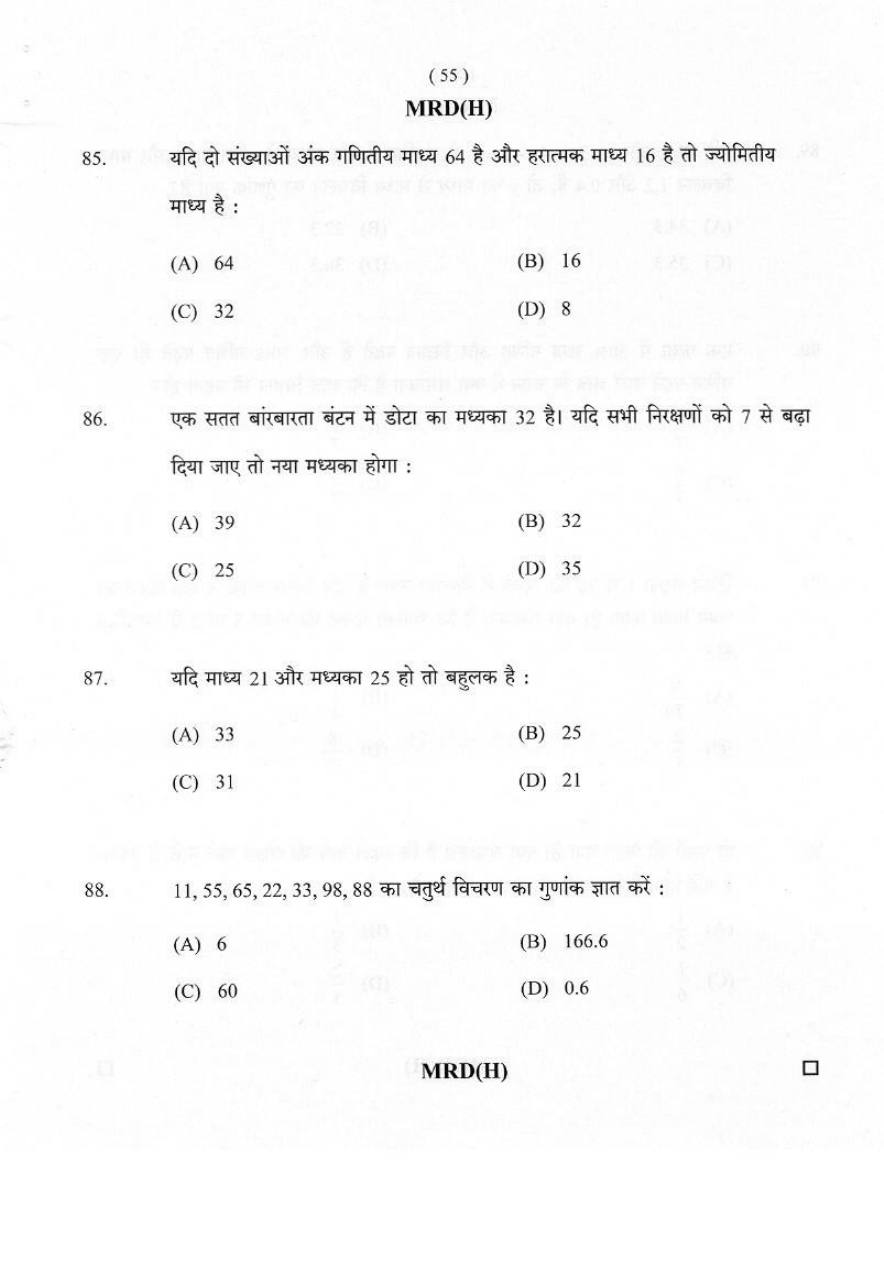 ( 55 )
MRD(H)
85. यदि दो संख्याओं अंक गणितीय माध्य 64 है और हरात्मक माध्य 16 है तो ज्योमितीय
माध्य है :
(A) 64 (B) 16
(C) 32 (D) 8
86. एक सतत बांरबारता बंटन में डोटा का मध्यका 32 है। यदि सभी निरक्षणों को 7 से बढ़ा
दिया जाए तो नया मध्यका होगा :
(A) 39 (B) 32
(C) 25 (D) 35
87. यदि माध्य 21 और मध्यका 25 हो तो बहुलक है :
(A) 33 (B) 25
(C) 31 (D) 21
88. 11, 55, 65, 22, 33, 98, 88 का चतुर्थ विचरण का गुणांक ज्ञात करें :
(A) 6 (B) 166.6
(C) 60 (D) 0.6
MRD(H)